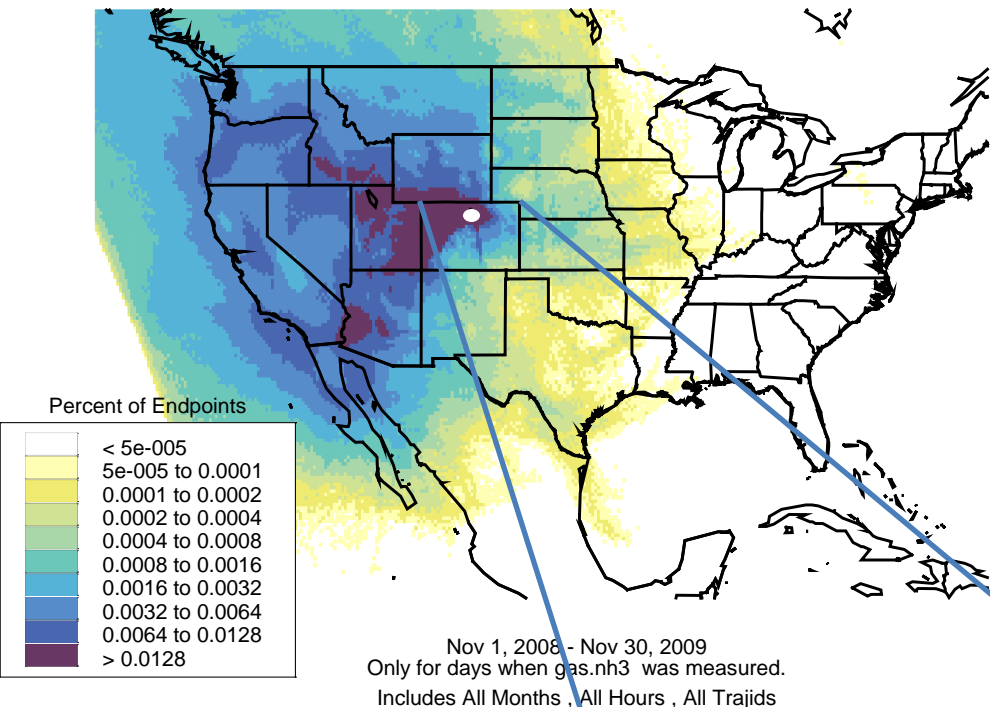 Percent of Endpoints
< 5e-005
5e-005 to 0.0001
0.0001 to 0.0002
0.0002 to 0.0004
0.0004 to 0.0008
0.0008 to 0.0016
0.0016 to 0.0032
0.0032 to 0.0064
0.0064 to 0.0128
> 0.0128
Nov 1, 2008 - Nov 30, 2009
Only for days when gas.nh3 was measured.
Includes All Months , All Hours , All Trajids